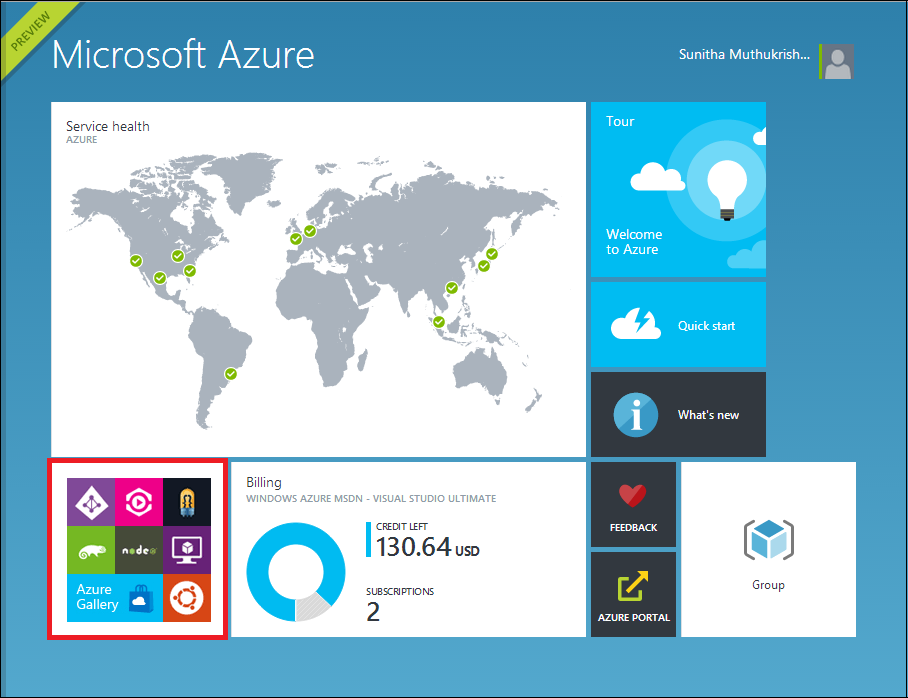 PREVIEW
Microsoft Azure
Sunitha Muthukrish...
Service health
AZURE
Tour
Welcome
to Azure
Quick start
What's new
Azure
Gallery
node
Billing
WINDOWS AZURE MSDN - VISUAL STUDIO ULTIMATE
CREDIT LEFT
130.64 USD
SUBSCRIPTIONS
2
FEEDBACK
AZURE PORTAL
Group